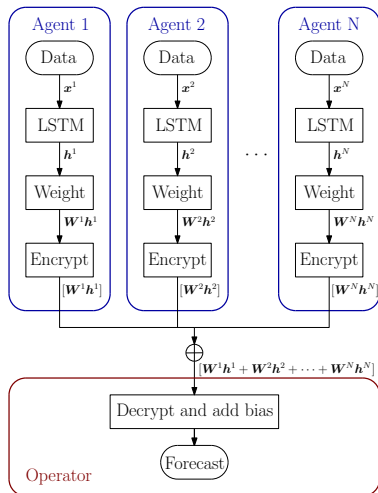 Agent 1 Agent 2 Agent N
Data Data Data
x¹ x² xᴺ
LSTM LSTM LSTM
h¹ h² . . . hᴺ
Weight Weight Weight
W¹h¹ W²h² Wᴺhᴺ
Encrypt Encrypt Encrypt
[W¹h¹] [W²h²] [Wᴺhᴺ]
[W¹h¹ + W²h² + · · · + Wᴺhᴺ]
Decrypt and add bias
Forecast
Operator